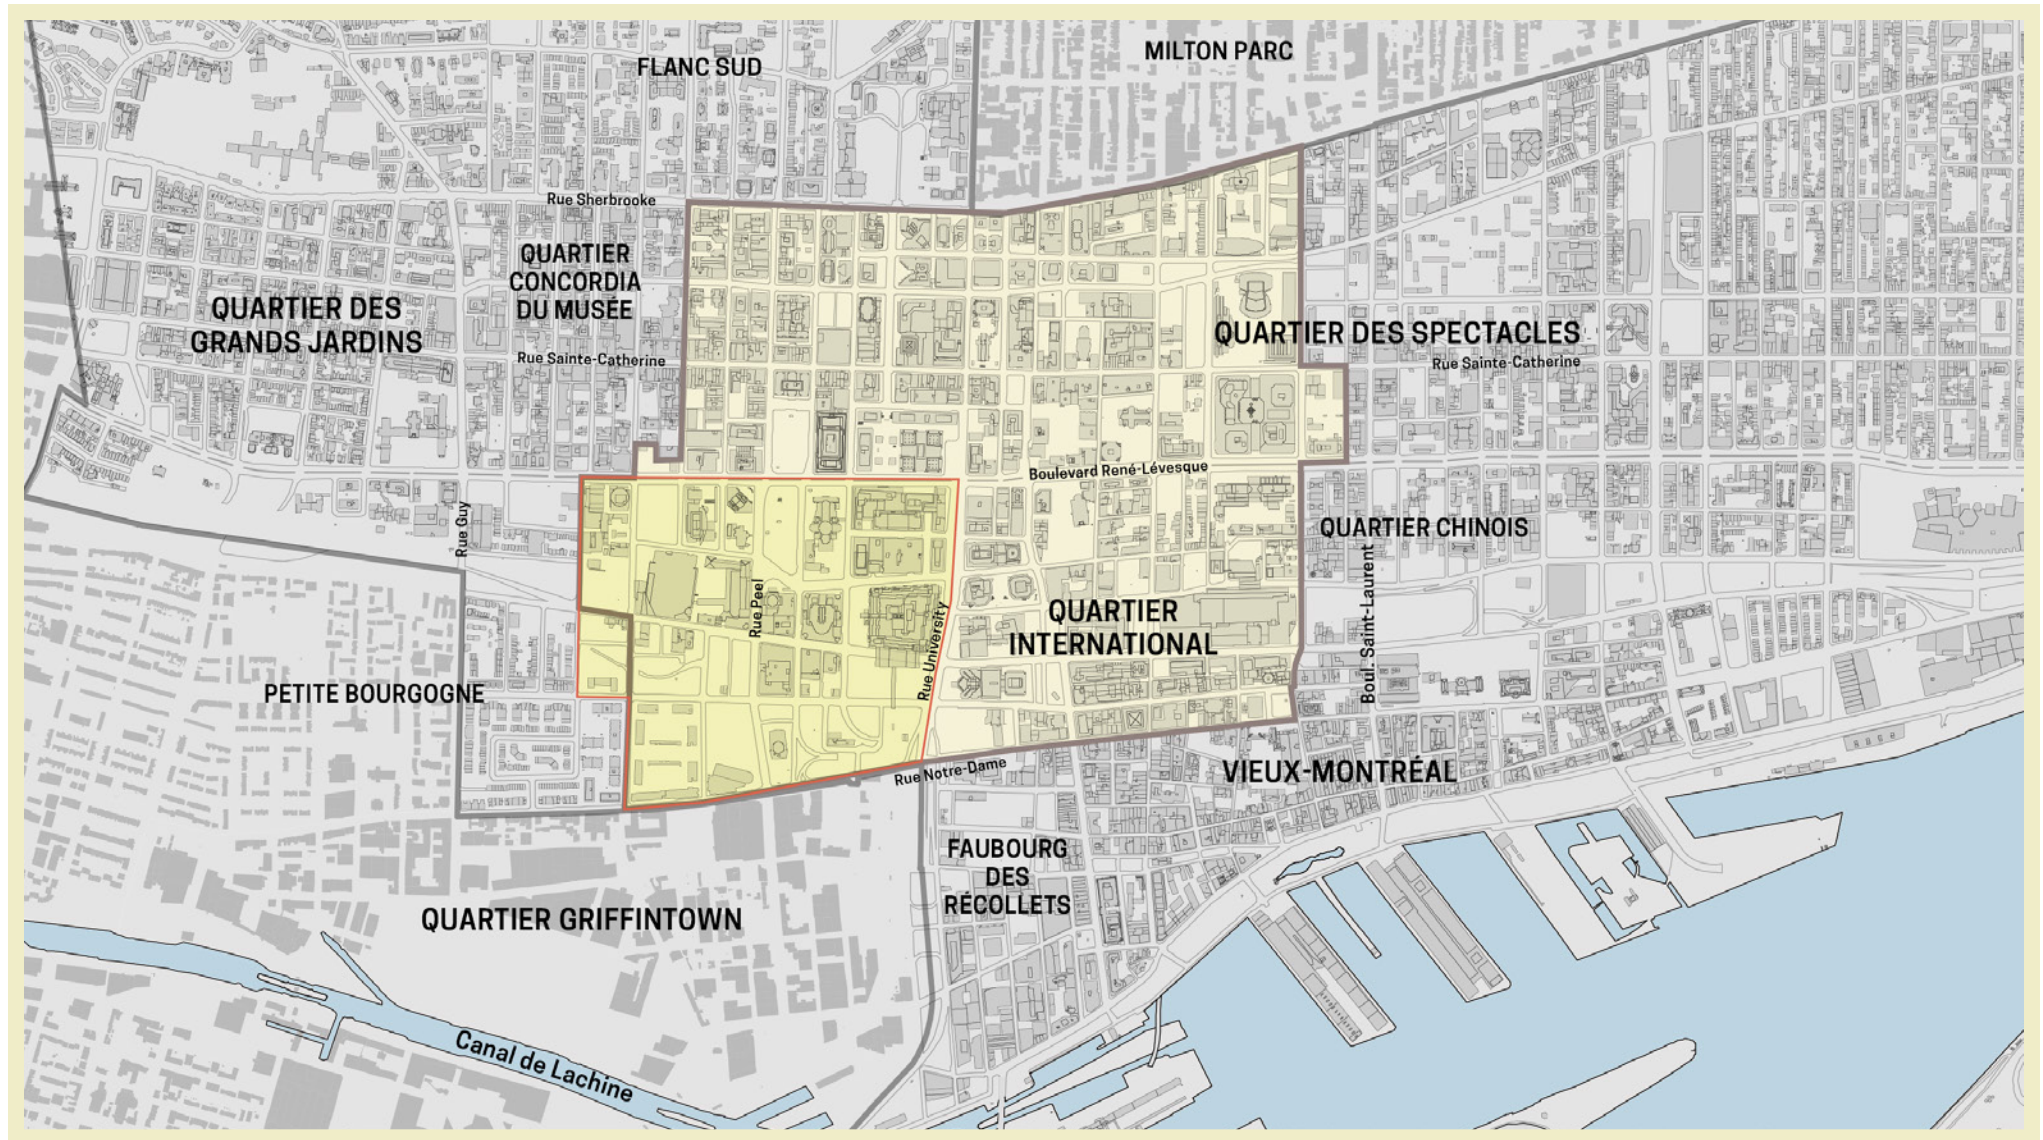 MILTON PARC
FLANC SUD
Rue Sherbrooke
QUARTIER
CONCORDIA
DU MUSÉE
QUARTIER DES
GRANDS JARDINS
QUARTIER DES SPECTACLES
Rue Sainte-Catherine
Rue Sainte-Catherine
Boulevard René-Lévesque
Rue Guy
QUARTIER CHINOIS
Rue Peel
Rue University
QUARTIER
INTERNATIONAL
Boul. Saint-Laurent
PETITE BOURGOGNE
Rue Notre-Dame
VIEUX-MONTRÉAL
FAUBOURG
DES
RÉCOLLETS
QUARTIER GRIFFINTOWN
Canal de Lachine